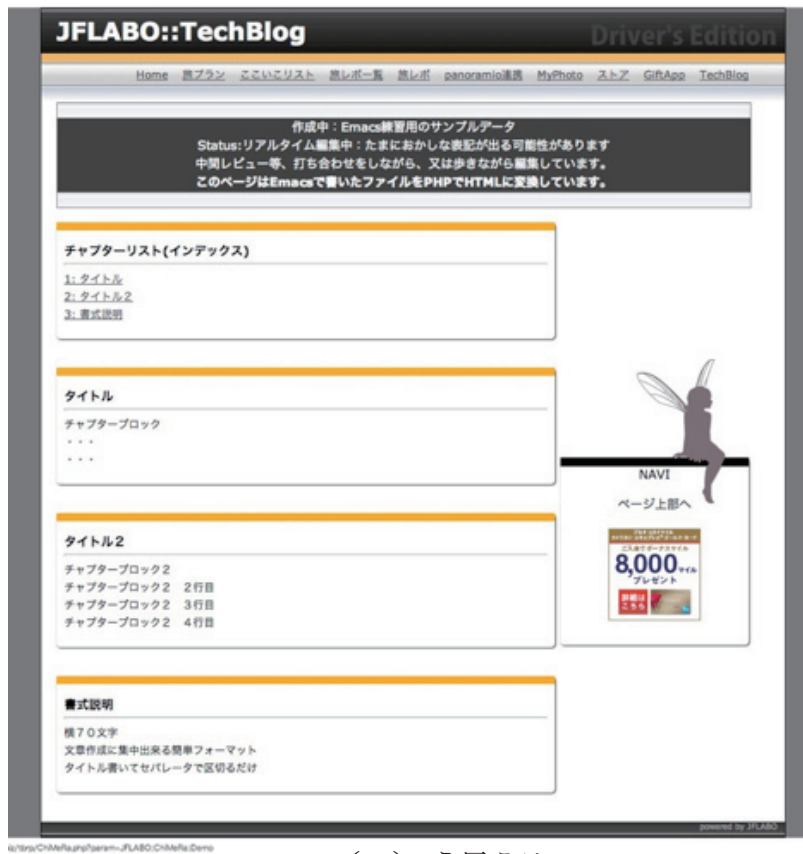 JFLABO::TechBlog
Driver's Edition
Home 旅プラン ここいこリスト 旅レポ一覧 旅レポ panoramio連携 MyPhoto ストア GiftApp TechBlog
作成中：Emacs練習用のサンプルデータ
Status:リアルタイム編集中：たまにおかしな表記が出る可能性があります
中間レビュー等、打ち合わせをしながら、又は歩きながら編集しています。
このページはEmacsで書いたファイルをPHPでHTMLに変換しています。
チャプターリスト(インデックス)
1: タイトル
2: タイトル2
3: 書式説明
タイトル
チャプターブロック
・・・
・・・
NAVI
ページ上部へ
8,000マイル
プレゼント
詳細は
こちら
タイトル2
チャプターブロック2
チャプターブロック2　2行目
チャプターブロック2　3行目
チャプターブロック2　4行目
書式説明
横７０文字
文章作成に集中出来る簡単フォーマット
タイトル書いてセパレータで区切るだけ
powered by JFLABO